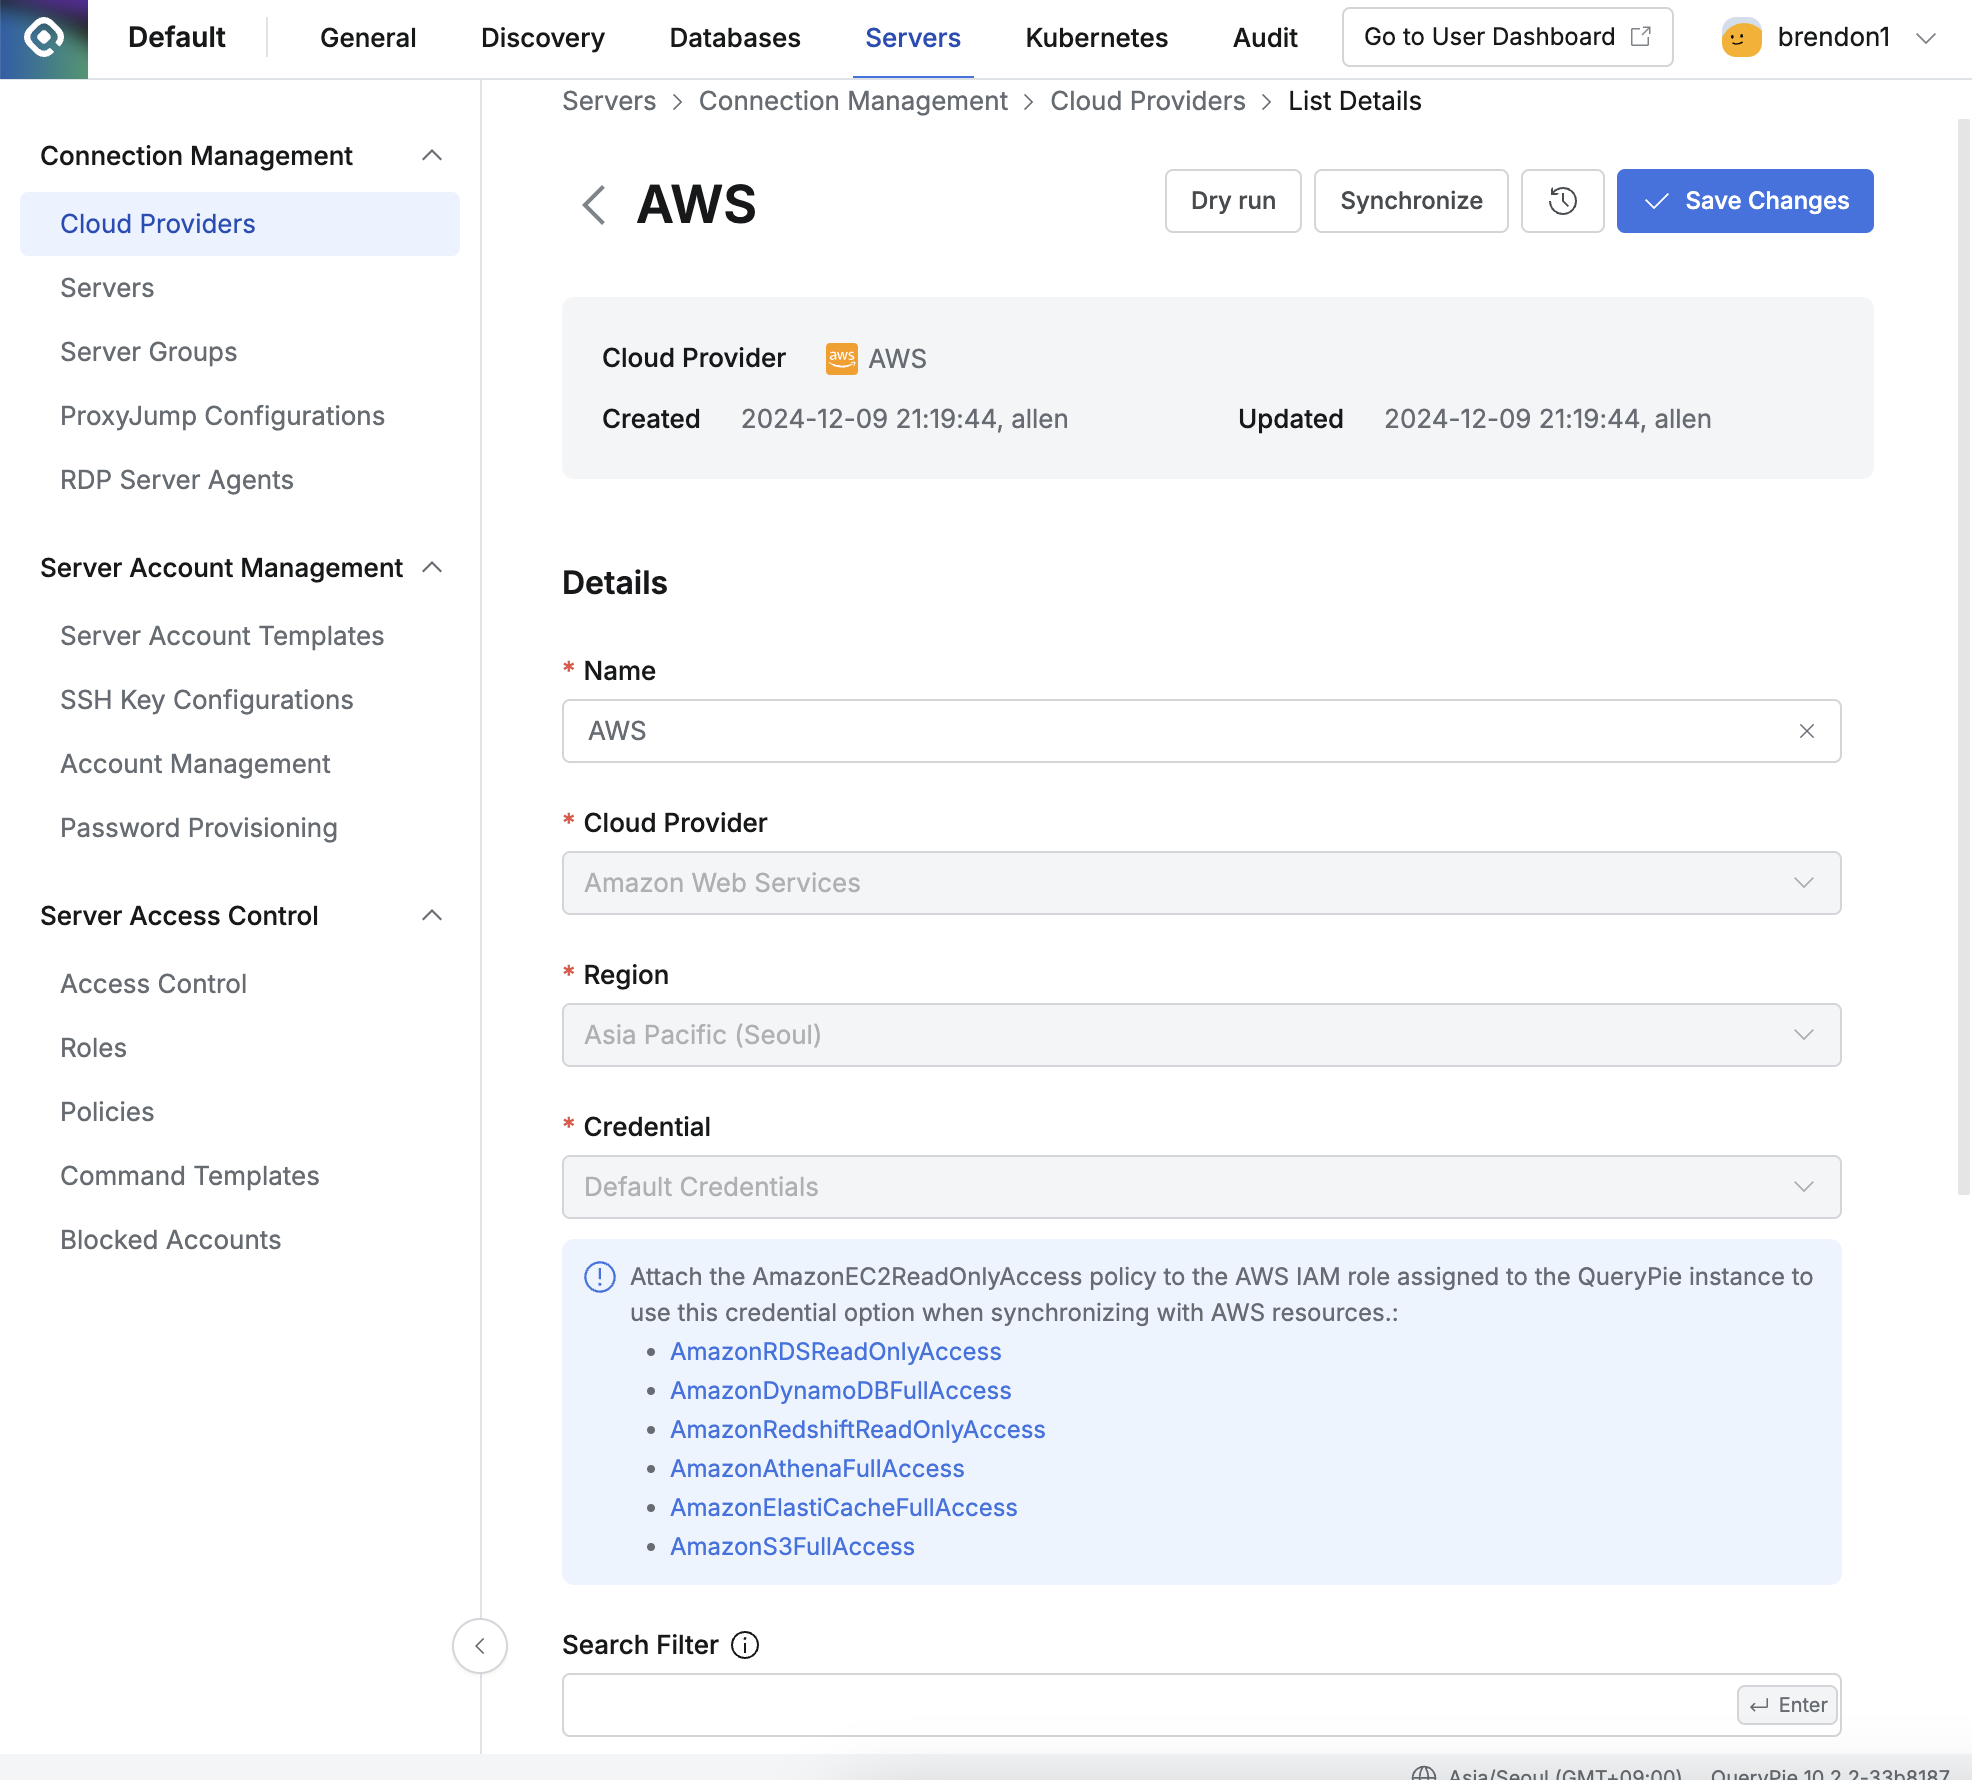 Default
General
Discovery
Databases
Servers
Kubernetes
Audit
Go to User Dashboard
brendon1
Connection Management
Cloud Providers
Servers
Server Groups
ProxyJump Configurations
RDP Server Agents
Server Account Management
Server Account Templates
SSH Key Configurations
Account Management
Password Provisioning
Server Access Control
Access Control
Roles
Policies
Command Templates
Blocked Accounts
Servers > Connection Management > Cloud Providers > List Details
AWS
Dry run
Synchronize
Save Changes
Cloud Provider aws AWS
Created 2024-12-09 21:19:44, allen
Updated 2024-12-09 21:19:44, allen
Details
* Name
AWS
* Cloud Provider
Amazon Web Services
* Region
Asia Pacific (Seoul)
* Credential
Default Credentials
Attach the AmazonEC2ReadOnlyAccess policy to the AWS IAM role assigned to the QueryPie instance to
use this credential option when synchronizing with AWS resources.:
• AmazonRDSReadOnlyAccess
• AmazonDynamoDBFullAccess
• AmazonRedshiftReadOnlyAccess
• AmazonAthenaFullAccess
• AmazonElastiCacheFullAccess
• AmazonS3FullAccess
Search Filter
Enter
Asia/Seoul (GMT+09:00)
QueryPie 10.2.2-33b8187